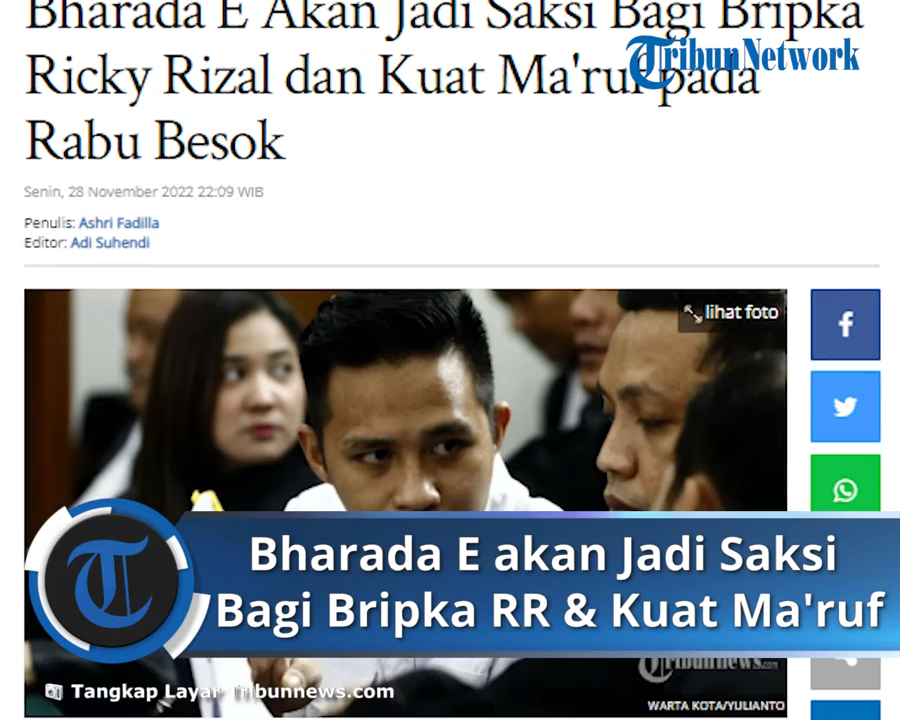 Bharada E Akan Jadi Saksi Bagi Bripka
TribunNetwork
Ricky Rizal dan Kuat Ma'ruf pada
Rabu Besok
Senin, 28 November 2022 22:09 WIB
Penulis: Ashri Fadilla
Editor: Adi Suhendi
lihat foto
Bharada E akan Jadi Saksi
Bagi Bripka RR & Kuat Ma'ruf
Tribunnews.com
Tangkap Layar Tribunnews.com
WARTA KOTA/YULIANTO